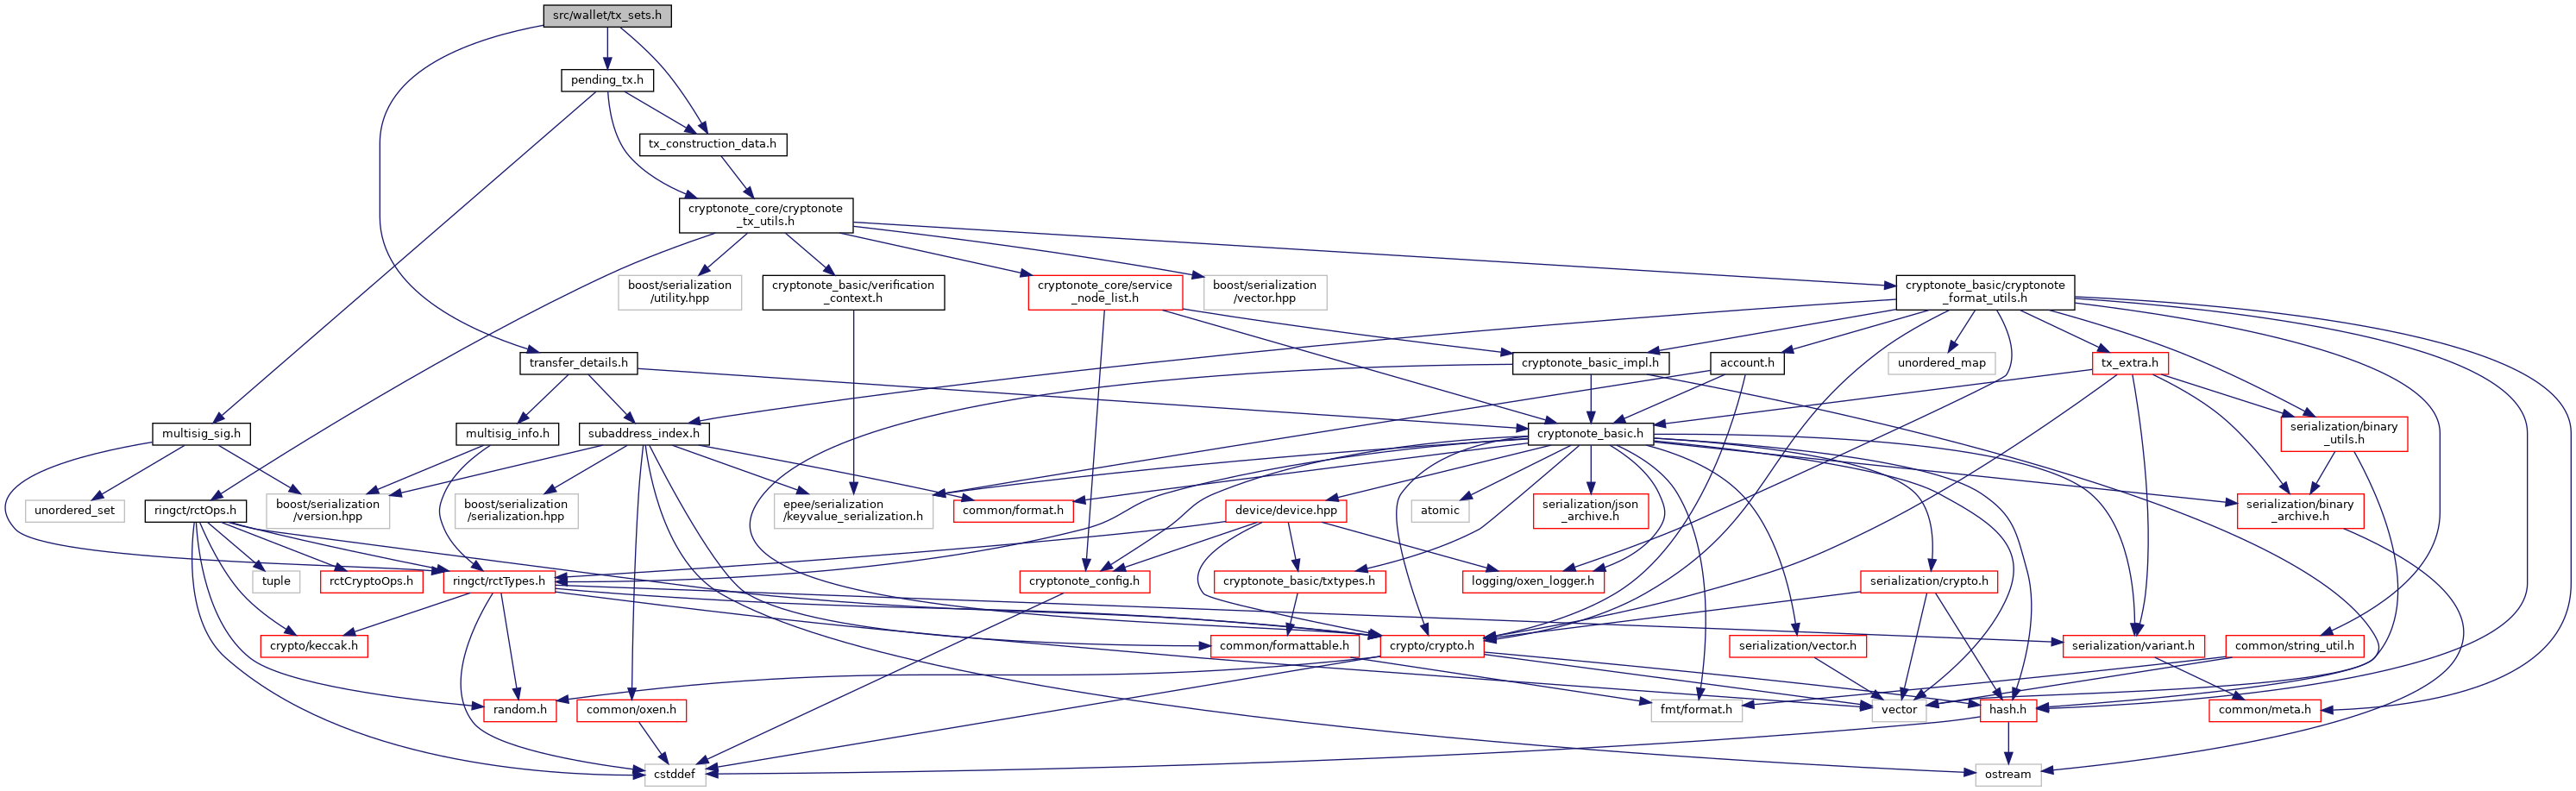 src/wallet/tx_sets.h
pending_tx.h
tx_construction_data.h
cryptonote_core/cryptonote
_tx_utils.h
boost/serialization
/utility.hpp
cryptonote_basic/verification
_context.h
cryptonote_core/service
_node_list.h
boost/serialization
/vector.hpp
cryptonote_basic/cryptonote
_format_utils.h
transfer_details.h
cryptonote_basic_impl.h
account.h
unordered_map
tx_extra.h
multisig_sig.h
multisig_info.h
subaddress_index.h
cryptonote_basic.h
serialization/binary
_utils.h
unordered_set
ringct/rctOps.h
boost/serialization
/version.hpp
boost/serialization
/serialization.hpp
epee/serialization
/keyvalue_serialization.h
common/format.h
device/device.hpp
atomic
serialization/json
_archive.h
serialization/binary
_archive.h
tuple
rctCryptoOps.h
ringct/rctTypes.h
cryptonote_config.h
cryptonote_basic/txtypes.h
logging/oxen_logger.h
serialization/crypto.h
crypto/keccak.h
common/formattable.h
crypto/crypto.h
serialization/vector.h
serialization/variant.h
common/string_util.h
random.h
common/oxen.h
fmt/format.h
vector
hash.h
common/meta.h
cstddef
ostream